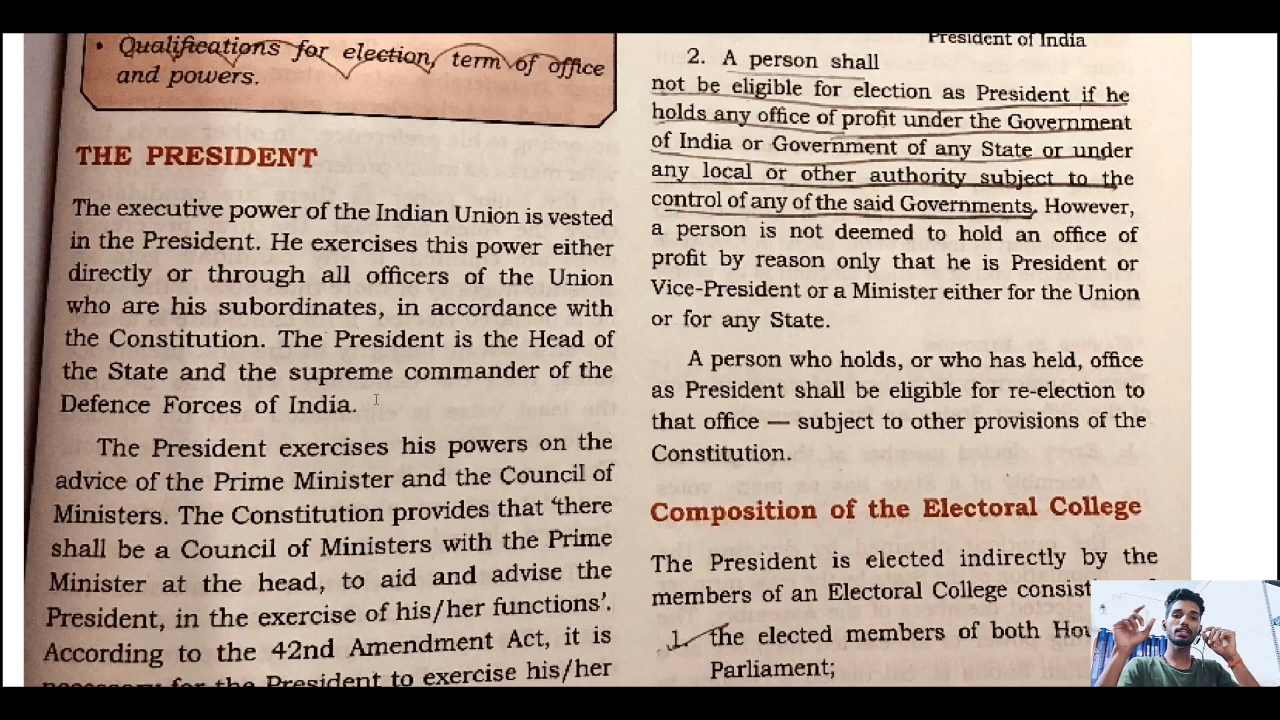 • Qualifications for election, term of office
and powers.
THE PRESIDENT
The executive power of the Indian Union is vested
in the President. He exercises this power either
directly or through all officers of the Union
who are his subordinates, in accordance with
the Constitution. The President is the Head of
the State and the supreme commander of the
Defence Forces of India.
The President exercises his powers on the
advice of the Prime Minister and the Council of
Ministers. The Constitution provides that ‘there
shall be a Council of Ministers with the Prime
Minister at the head, to aid and advise the
President, in the exercise of his/her functions’.
According to the 42nd Amendment Act, it is
necessary for the President to exercise his/her
President of India
2. A person shall
not be eligible for election as President if he
holds any office of profit under the Government
of India or Government of any State or under
any local or other authority subject to the
control of any of the said Governments. However,
a person is not deemed to hold an office of
profit by reason only that he is President or
Vice-President or a Minister either for the Union
or for any State.
A person who holds, or who has held, office
as President shall be eligible for re-election to
that office — subject to other provisions of the
Constitution.
Composition of the Electoral College
The President is elected indirectly by the
members of an Electoral College
1. the elected members of both
Parliament;